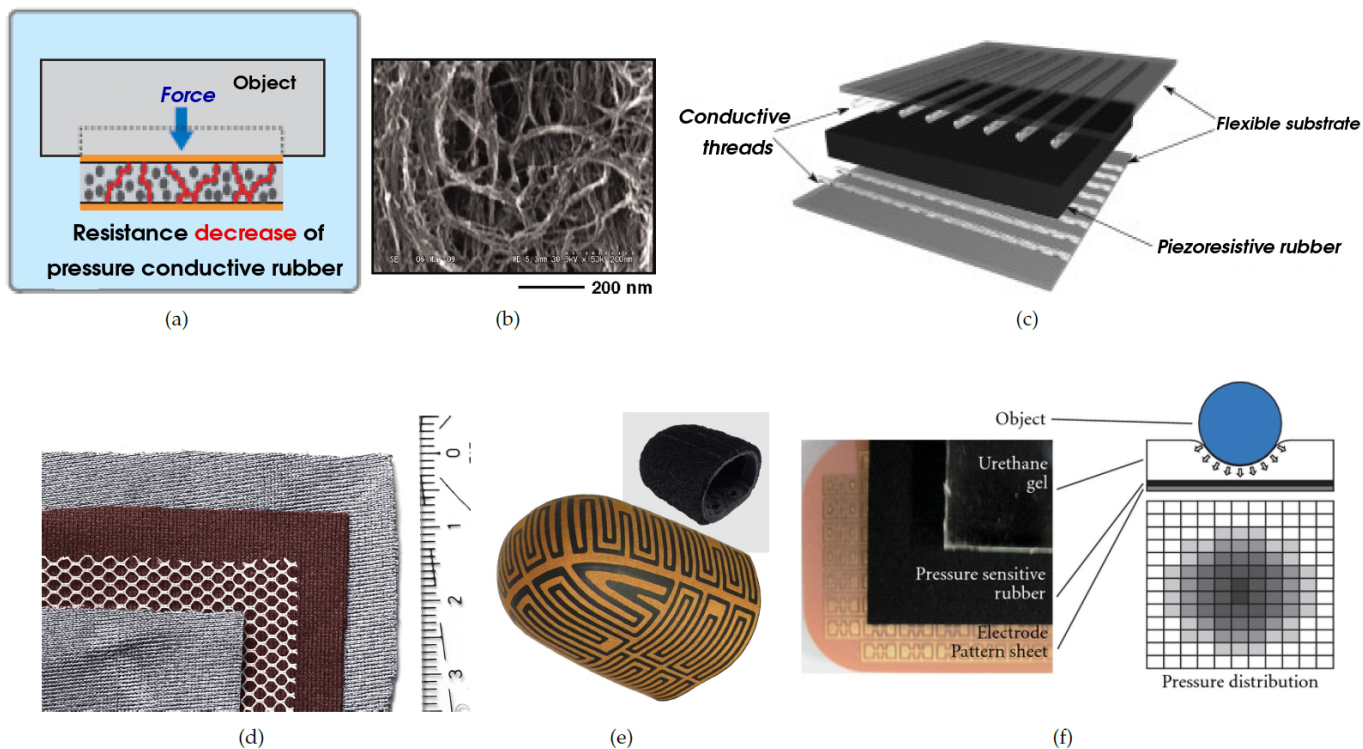 Object
Force
Resistance decrease of
pressure conductive rubber
(a)
200 nm
(b)
Conductive
threads
Flexible substrate
Piezoresistive rubber
(c)
0
1
2
3
(d)
(e)
Object
Urethane
gel
Pressure sensitive
rubber
Electrode
Pattern sheet
Pressure distribution
(f)